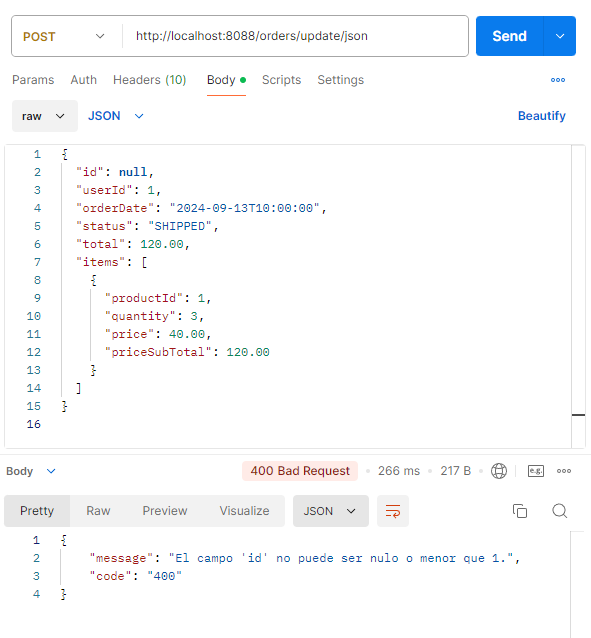 POST http://localhost:8088/orders/update/json Send
Params Auth Headers (10) Body Scripts Settings
raw JSON Beautify
1 {
2 "id": null,
3 "userId": 1,
4 "orderDate": "2024-09-13T10:00:00",
5 "status": "SHIPPED",
6 "total": 120.00,
7 "items": [
8 {
9 "productId": 1,
10 "quantity": 3,
11 "price": 40.00,
12 "priceSubTotal": 120.00
13 }
14 ]
15 }
16
Body 400 Bad Request 266 ms 217 B e.g.
Pretty Raw Preview Visualize JSON
1 {
2 "message": "El campo 'id' no puede ser nulo o menor que 1.",
3 "code": "400"
4 }